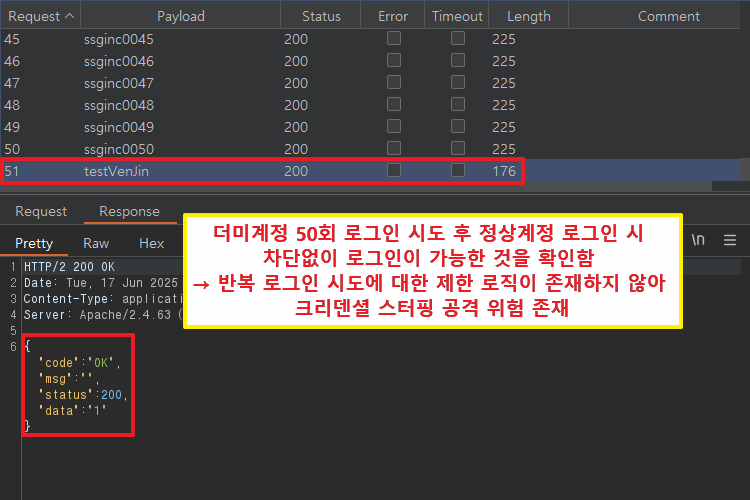 Request Payload Status Error Timeout Length Comment
45 ssginc0045 200 225
46 ssginc0046 200 225
47 ssginc0047 200 225
48 ssginc0048 200 225
49 ssginc0049 200 225
50 ssginc0050 200 225
51 testVenJin 200 176
Request Response
Pretty Raw Hex \n
더미계정 50회 로그인 시도 후 정상계정 로그인 시
차단없이 로그인이 가능한 것을 확인함
→ 반복 로그인 시도에 대한 제한 로직이 존재하지 않아
크리덴셜 스터핑 공격 위험 존재
1 HTTP/2 200 OK
2 Date: Tue, 17 Jun 2025
3 Content-Type: applicati
4 Server: Apache/2.4.63 (
5
6 {
"code":"OK",
"msg":"",
"status":200,
"data":"1"
}